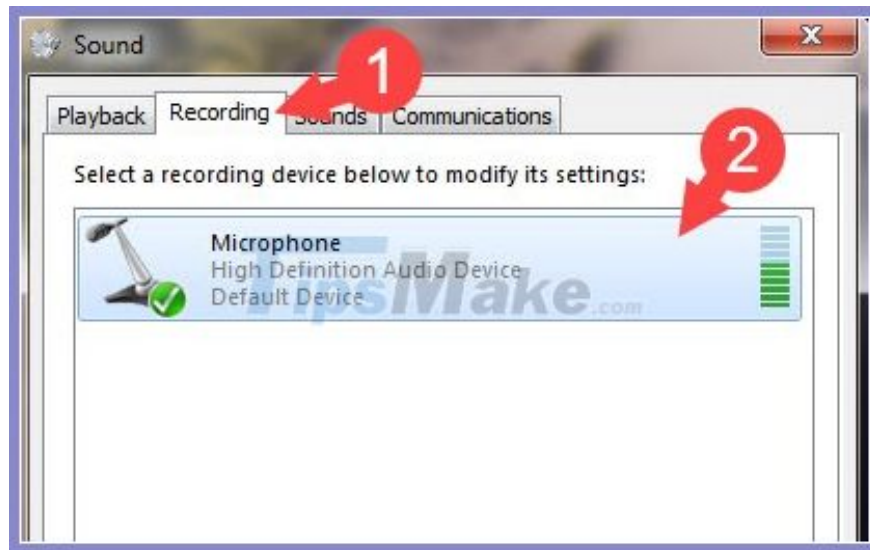 Sound
X
1
Playback Recording Sounds Communications
2
Select a recording device below to modify its settings:
Microphone
High Definition Audio Device
Default Device
TipsMake.com